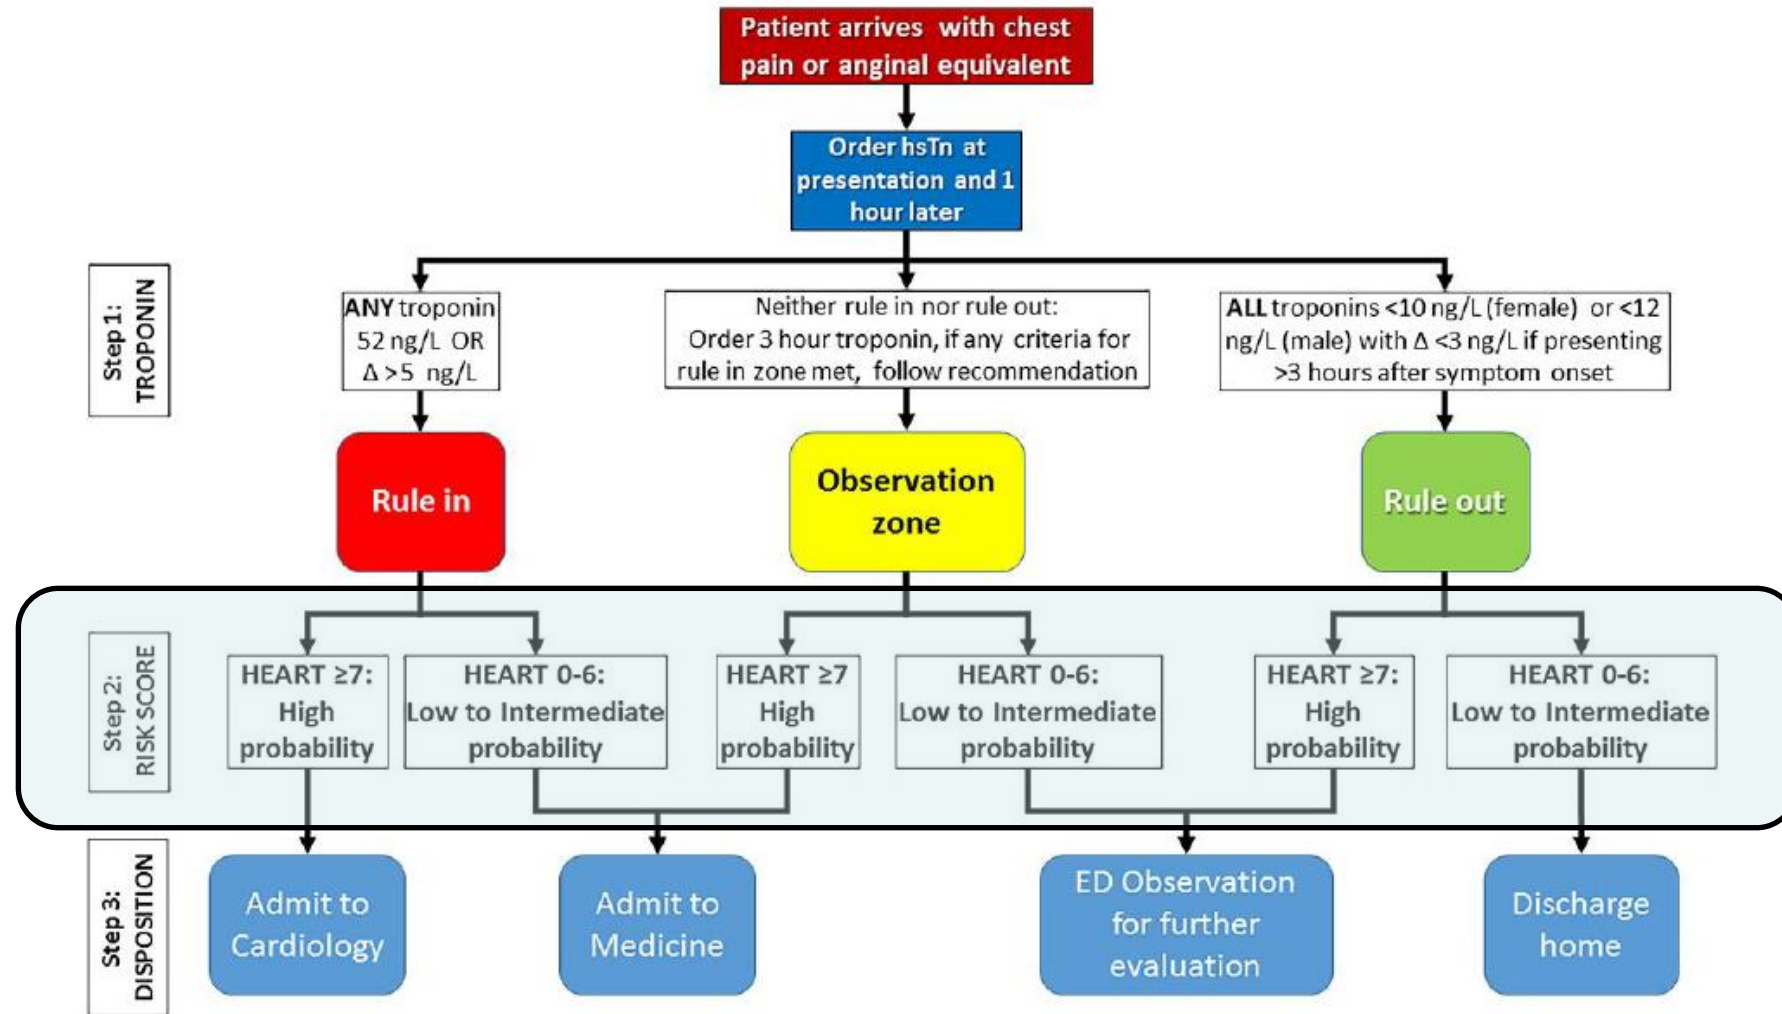 Patient arrives with chest
pain or anginal equivalent
Order hsTn at
presentation and 1
hour later
Step 1:
TROPONIN
ANY troponin
52 ng/L OR
Δ >5 ng/L
Neither rule in nor rule out:
Order 3 hour troponin, if any criteria for
rule in zone met, follow recommendation
ALL troponins <10 ng/L (female) or <12
ng/L (male) with Δ <3 ng/L if presenting
>3 hours after symptom onset
Rule in
Observation
zone
Rule out
Step 2:
RISK SCORE
HEART ≥7:
High
probability
HEART 0-6:
Low to Intermediate
probability
HEART ≥7
High
probability
HEART 0-6:
Low to Intermediate
probability
HEART ≥7:
High
probability
HEART 0-6:
Low to Intermediate
probability
Step 3:
DISPOSITION
Admit to
Cardiology
Admit to
Medicine
ED Observation
for further
evaluation
Discharge
home